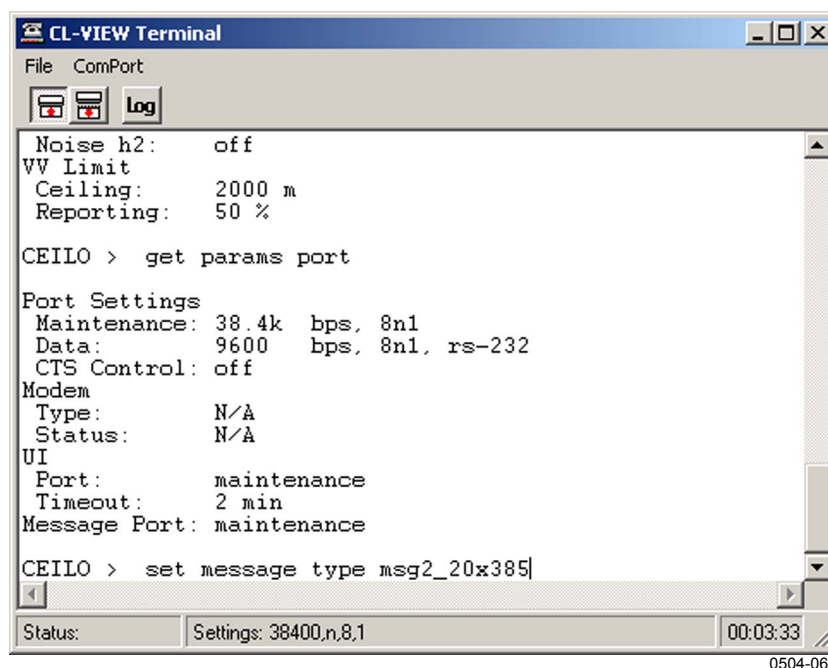 CL-VIEW Terminal
File ComPort
Log
Noise h2: off
VV Limit
Ceiling: 2000 m
Reporting: 50 %
CEILO > get params port
Port Settings
Maintenance: 38.4k bps, 8n1
Data: 9600 bps, 8n1, rs-232
CTS Control: off
Modem
Type: N/A
Status: N/A
UI
Port: maintenance
Timeout: 2 min
Message Port: maintenance
CEILO > set message type msg2_20x385
Status: Settings: 38400,n,8,1 00:03:33
0504-06